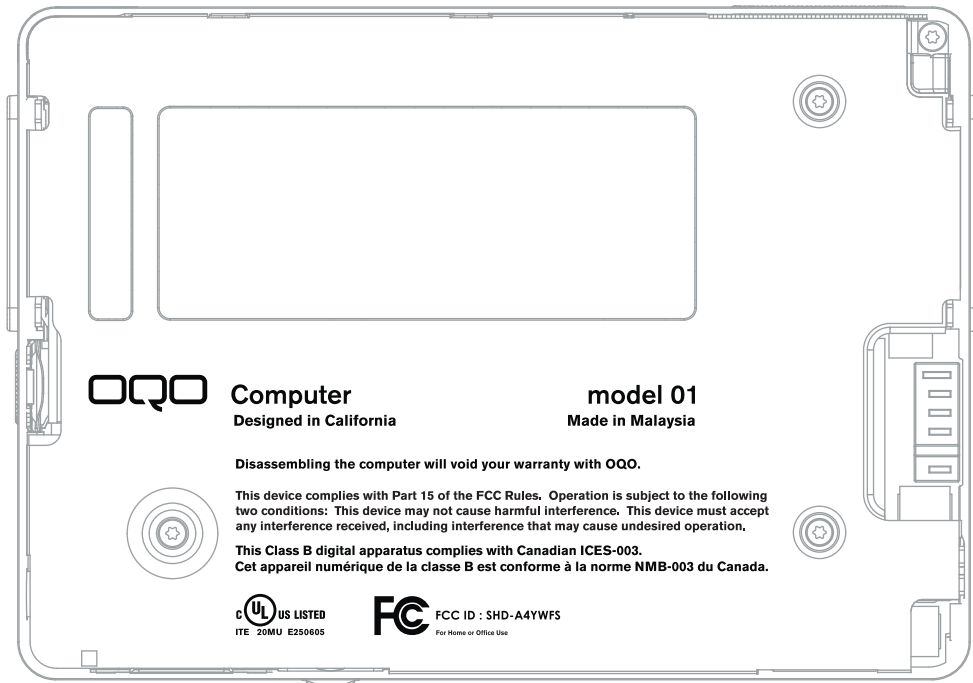 OQO Computer model 01
Designed in California Made in Malaysia
Disassembling the computer will void your warranty with OQO.
This device complies with Part 15 of the FCC Rules. Operation is subject to the following
two conditions: This device may not cause harmful interference. This device must accept
any interference received, including interference that may cause undesired operation.
This Class B digital apparatus complies with Canadian ICES-003.
Cet appareil numérique de la classe B est conforme à la norme NMB-003 du Canada.
C UL US LISTED
ITE 20MU E250605
FC FCC ID : SHD-A4YWFS
For Home or Office Use